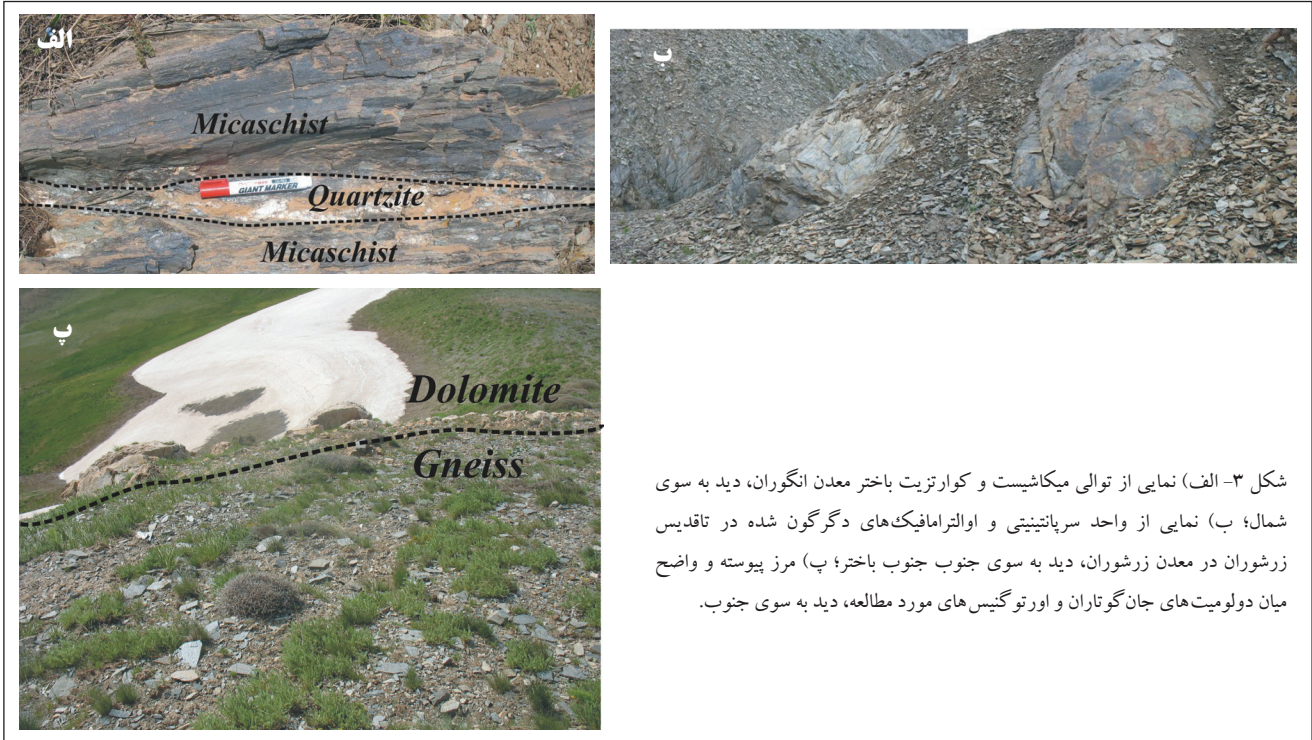 الف
Micaschist
GIANT MARKER
Quartzite
Micaschist
ب
پ
Dolomite
Gneiss
شکل ۳- الف) نمایی از توالی میکاشیست و کوارتزیت باختر معدن انگوران، دید به سوی
شمال؛ ب) نمایی از واحد سرپانتینیتی و اولترامافیک‌های دگرگون شده در تاقدیس
زرشوران در معدن زرشوران، دید به سوی جنوب جنوب باختر؛ پ) مرز پیوسته و واضح
میان دولومیت‌های جان‌گوتاران و اورتوگنیس‌های مورد مطالعه، دید به سوی جنوب.